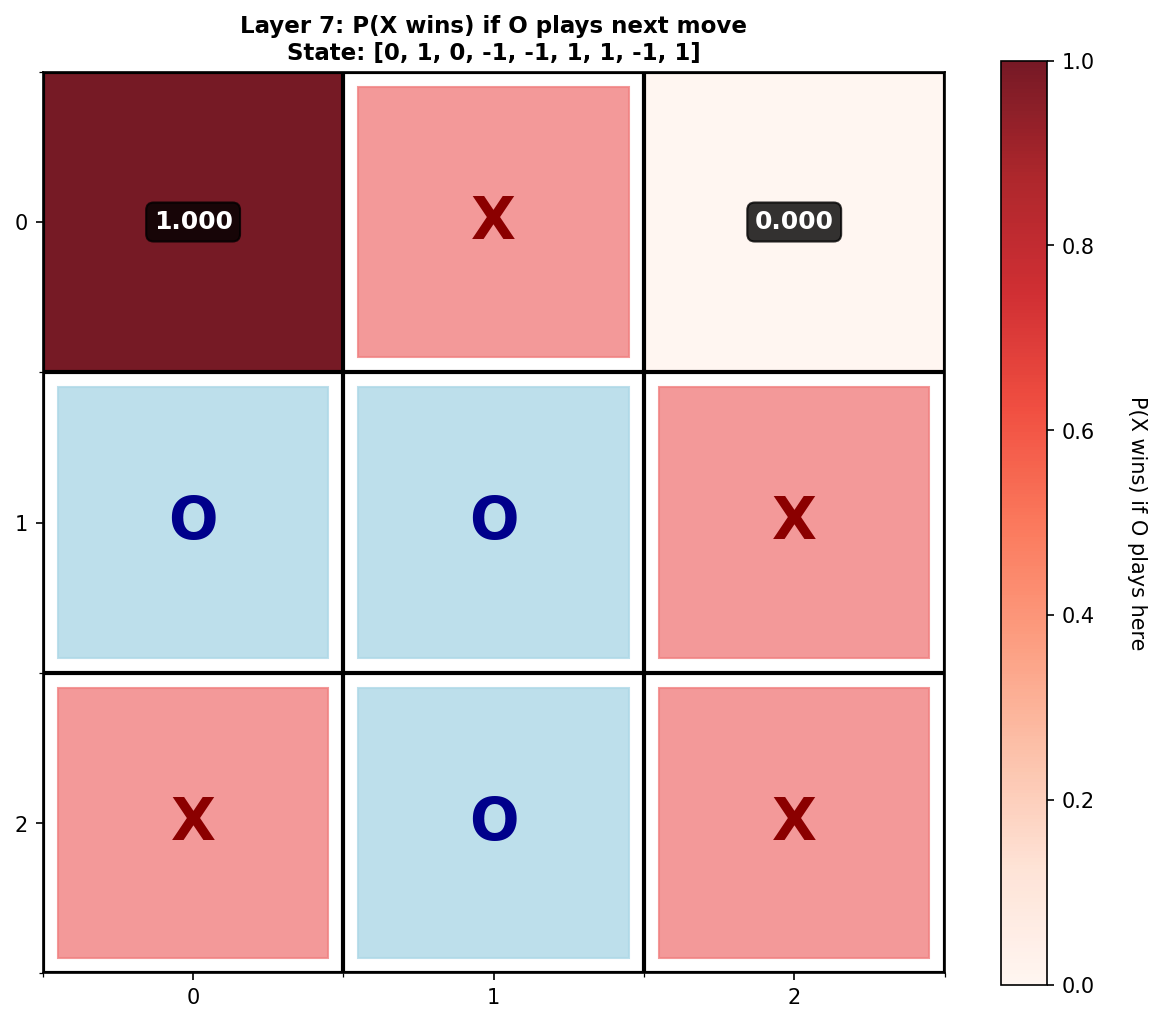 Layer 7: P(X wins) if O plays next move
State: [0, 1, 0, -1, -1, 1, 1, -1, 1]
1.000
X
0.000
O
O
X
X
O
X
0
1
2
0
1
2
1.0
0.8
0.6
0.4
0.2
0.0
P(X wins) if O plays here